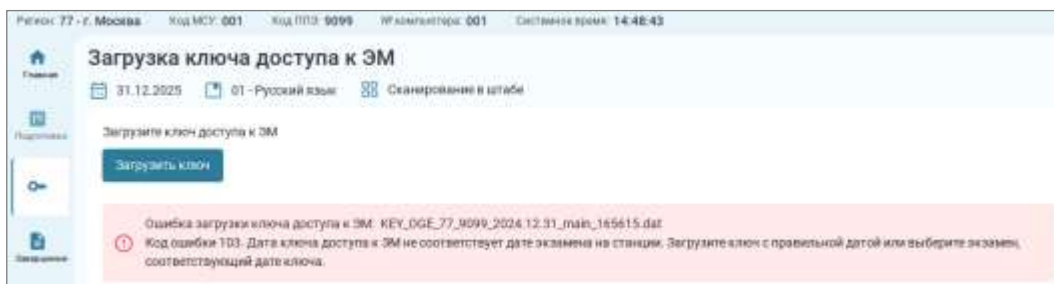 Регион: 77 - г. Москва Код МСУ: 001 Код ППЭ: 9099 № компьютера: 001 Системное время: 14:48:43
Главная
Загрузка ключа доступа к ЭМ
31.12.2025 01 - Русский язык Сканирование в штабе
Подготовка
Загрузите ключ доступа к ЭМ
Загрузить ключ
Ошибка загрузки ключа доступа к ЭМ: KEY_OGE_77_9099_2024.12.31_main_165615.dat
Код ошибки 103. Дата ключа доступа к ЭМ не соответствует дате экзамена на станции. Загрузите ключ с правильной датой или выберите экзамен,
соответствующий дате ключа.
Завершение